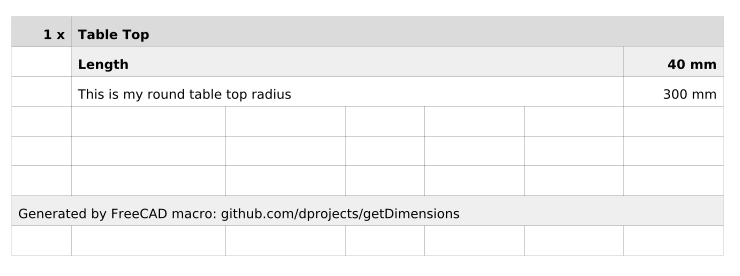 1 x Table Top
Length 40 mm
This is my round table top radius 300 mm
Generated by FreeCAD macro: github.com/dprojects/getDimensions